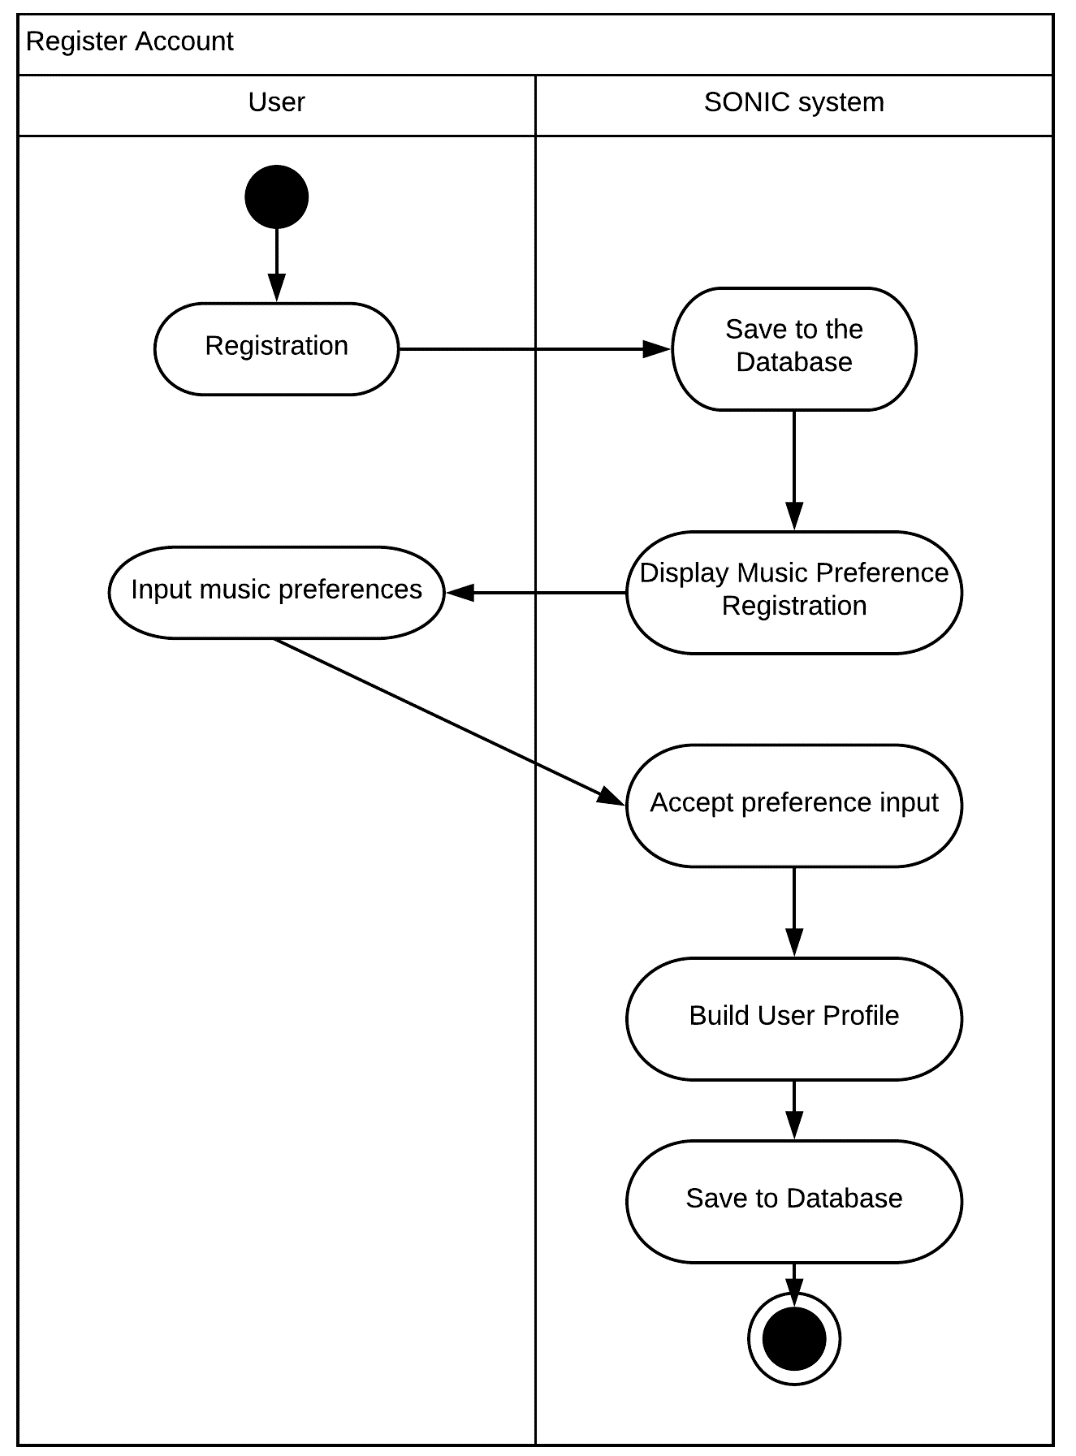 Register Account
User
SONIC system
Registration
Save to the
Database
Display Music Preference
Registration
Input music preferences
Accept preference input
Build User Profile
Save to Database